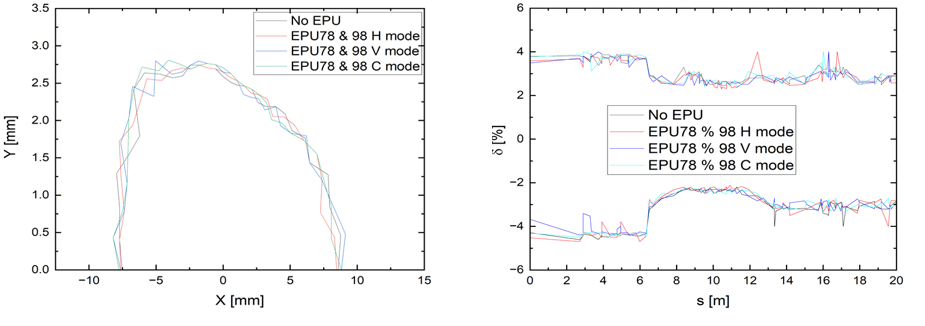 3.5
3.0
2.5
2.0
1.5
1.0
0.5
0.0
Y [mm]
−10 −5 0 5 10 15
X [mm]
No EPU
EPU78 & 98 H mode
EPU78 & 98 V mode
EPU78 & 98 C mode
6
4
2
0
−2
−4
−6
δ [%]
0 2 4 6 8 10 12 14 16 18 20
s [m]
No EPU
EPU78 % 98 H mode
EPU78 % 98 V mode
EPU78 % 98 C mode